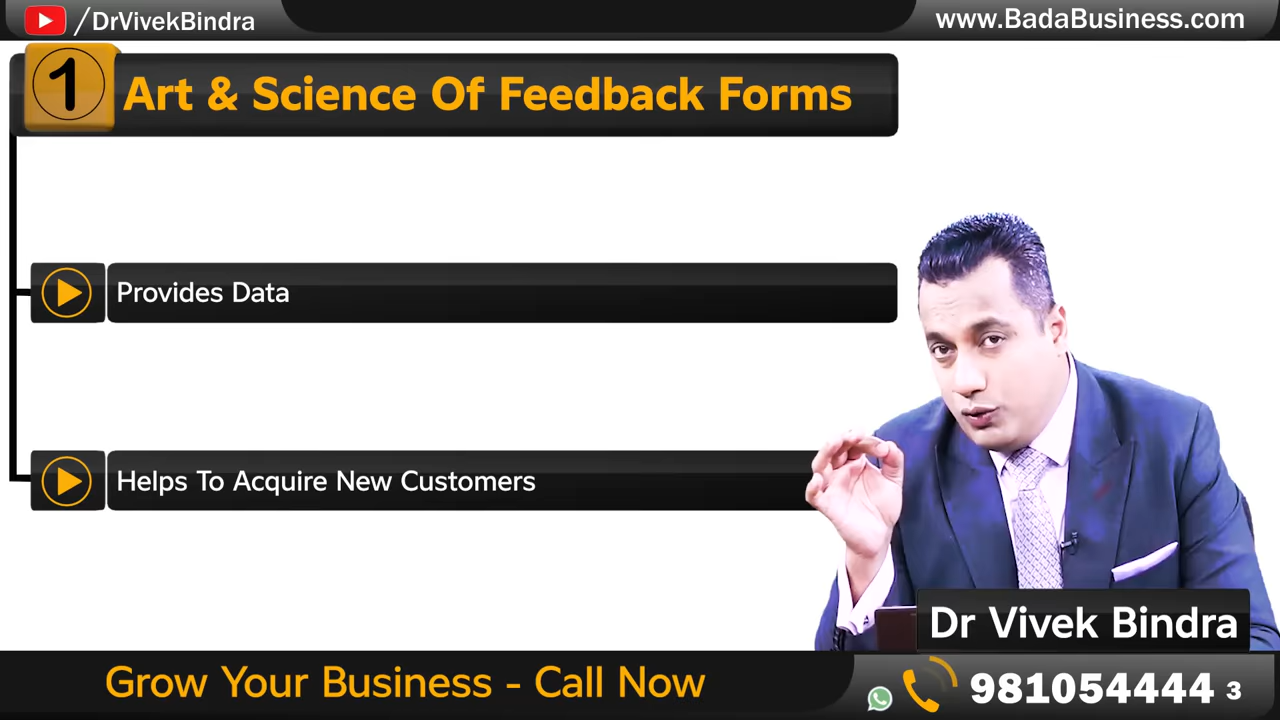 /DrVivekBindra
www.BadaBusiness.com
1 Art & Science Of Feedback Forms
Provides Data
Helps To Acquire New Customers
Dr Vivek Bindra
Grow Your Business - Call Now
981054444 3